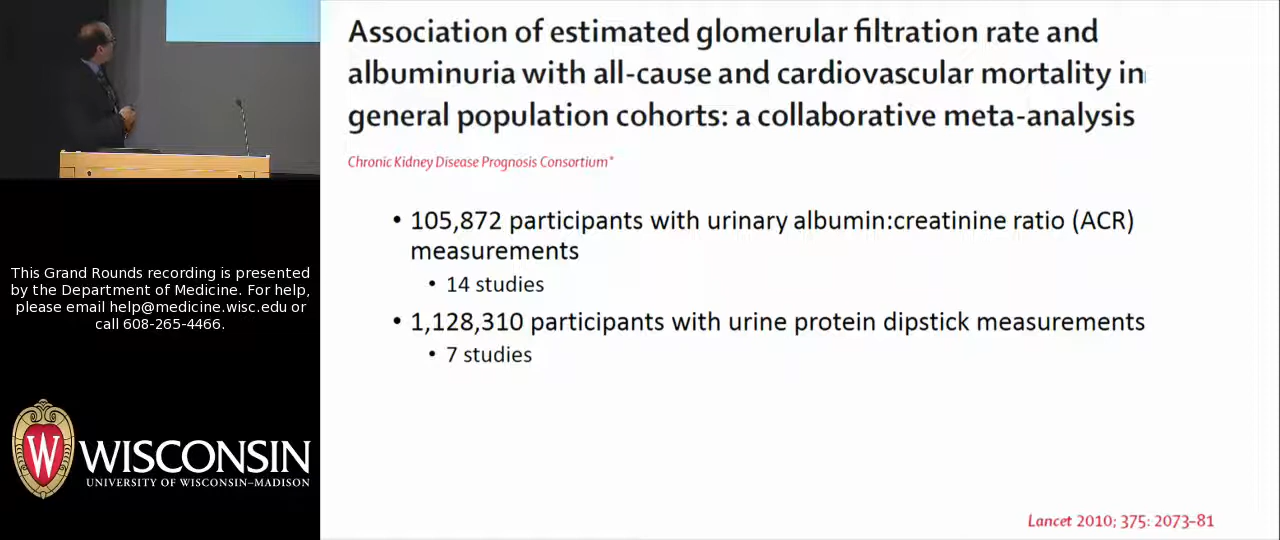 Association of estimated glomerular filtration rate and
albuminuria with all-cause and cardiovascular mortality in
general population cohorts: a collaborative meta-analysis
Chronic Kidney Disease Prognosis Consortium*
• 105,872 participants with urinary albumin:creatinine ratio (ACR)
measurements
• 14 studies
• 1,128,310 participants with urine protein dipstick measurements
• 7 studies
Lancet 2010; 375: 2073–81
This Grand Rounds recording is presented
by the Department of Medicine. For help,
please email help@medicine.wisc.edu or
call 608-265-4466.
W
WISCONSIN
UNIVERSITY OF WISCONSIN–MADISON